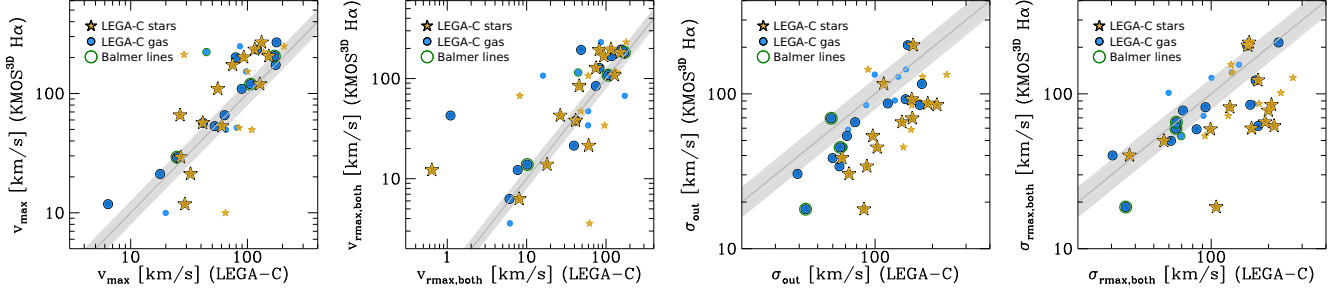 v_max [km/s] (KMOS^3D Hα)
LEGA-C stars
LEGA-C gas
Balmer lines
100
10
10
100
v_max [km/s] (LEGA-C)
v_rmax,both [km/s] (KMOS^3D Hα)
LEGA-C stars
LEGA-C gas
Balmer lines
100
10
1
10
100
v_rmax,both [km/s] (LEGA-C)
σ_out [km/s] (KMOS^3D Hα)
LEGA-C stars
LEGA-C gas
Balmer lines
100
10
100
σ_out [km/s] (LEGA-C)
σ_rmax,both [km/s] (KMOS^3D Hα)
LEGA-C stars
LEGA-C gas
Balmer lines
100
10
100
σ_rmax,both [km/s] (LEGA-C)